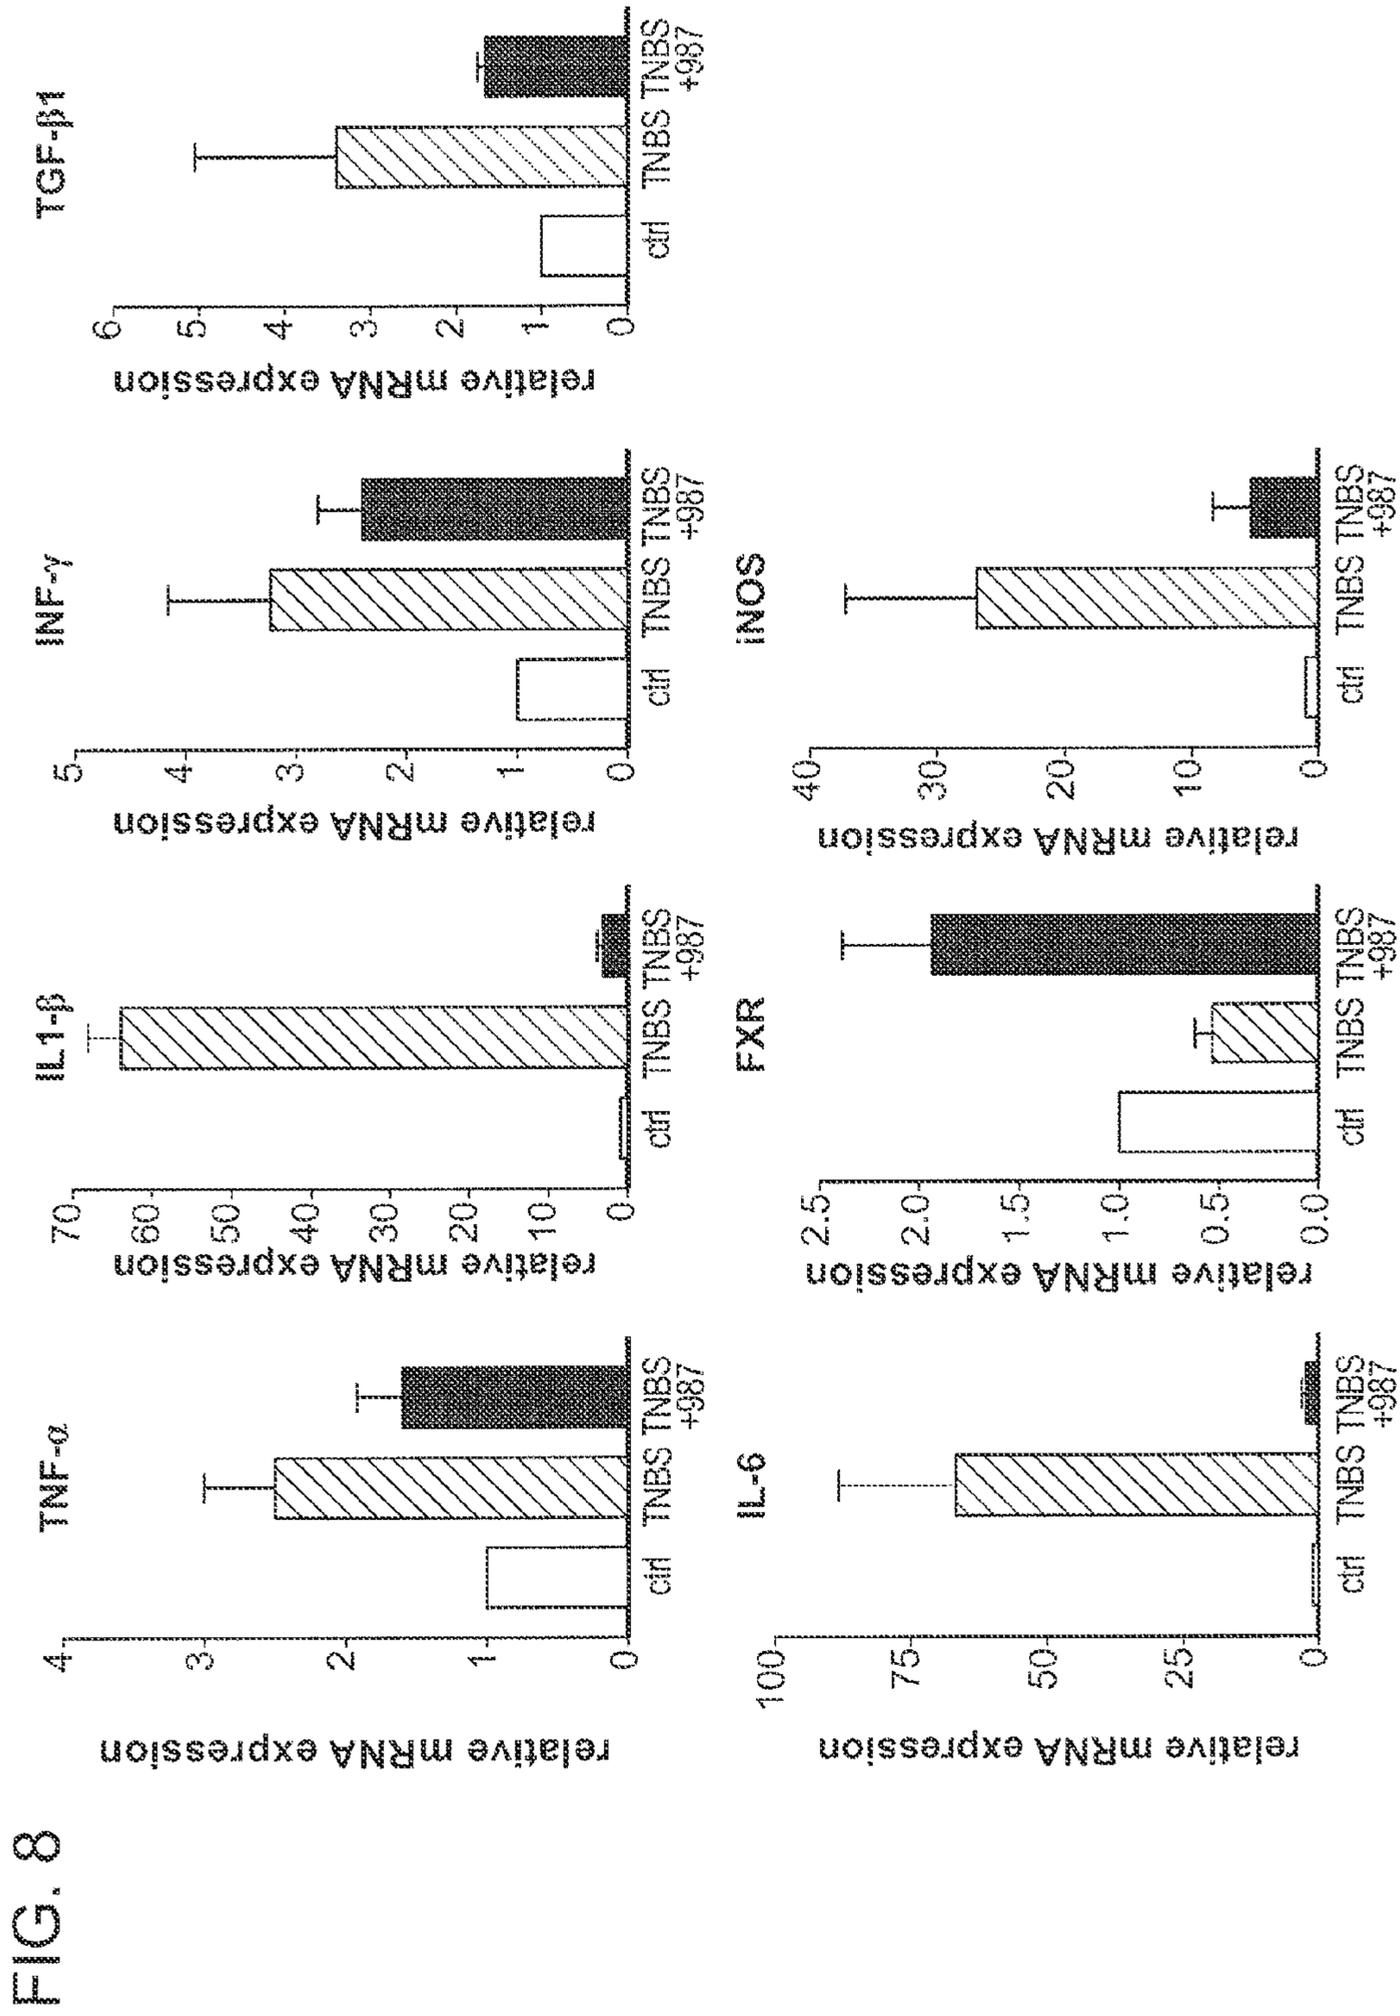 FIG. 8
TNF-α
relative mRNA expression
4
3
2
1
0
ctrl
TNBS
TNBS
+987
IL1-β
relative mRNA expression
70
60
50
40
30
20
10
0
ctrl
TNBS
TNBS
+987
INF-γ
relative mRNA expression
5
4
3
2
1
0
ctrl
TNBS
TNBS
+987
TGF-β1
relative mRNA expression
6
5
4
3
2
1
0
ctrl
TNBS
TNBS
+987
IL-6
relative mRNA expression
100
75
50
25
0
ctrl
TNBS
TNBS
+987
FXR
relative mRNA expression
2.5
2.0
1.5
1.0
0.5
0.0
ctrl
TNBS
TNBS
+987
iNOS
relative mRNA expression
40
30
20
10
0
ctrl
TNBS
TNBS
+987